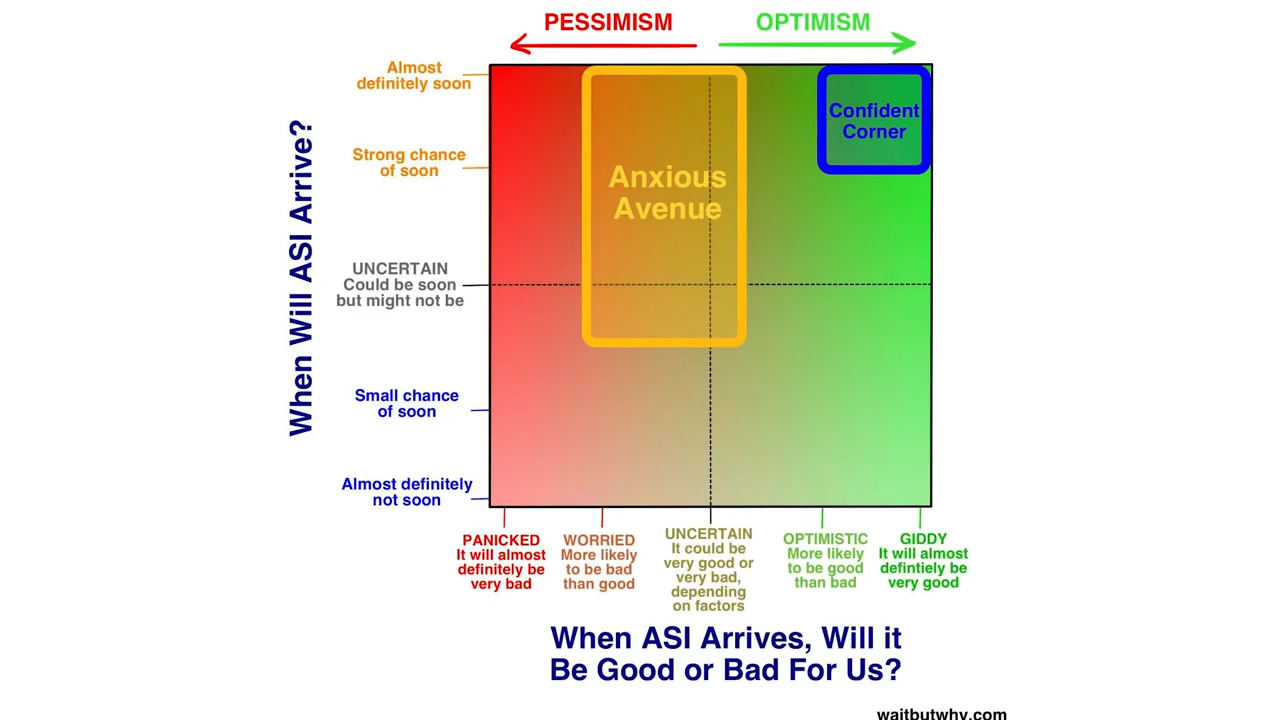 PESSIMISM
OPTIMISM
When Will ASI Arrive?
Almost
definitely soon
Strong chance
of soon
UNCERTAIN
Could be soon
but might not be
Small chance
of soon
Almost definitely
not soon
Anxious
Avenue
Confident
Corner
PANICKED
It will almost
definitely be
very bad
WORRIED
More likely
to be bad
than good
UNCERTAIN
It could be
very good or
very bad,
depending
on factors
OPTIMISTIC
More likely
to be good
than bad
GIDDY
It will almost
defintiely be
very good
When ASI Arrives, Will it
Be Good or Bad For Us?
waitbutwhy.com